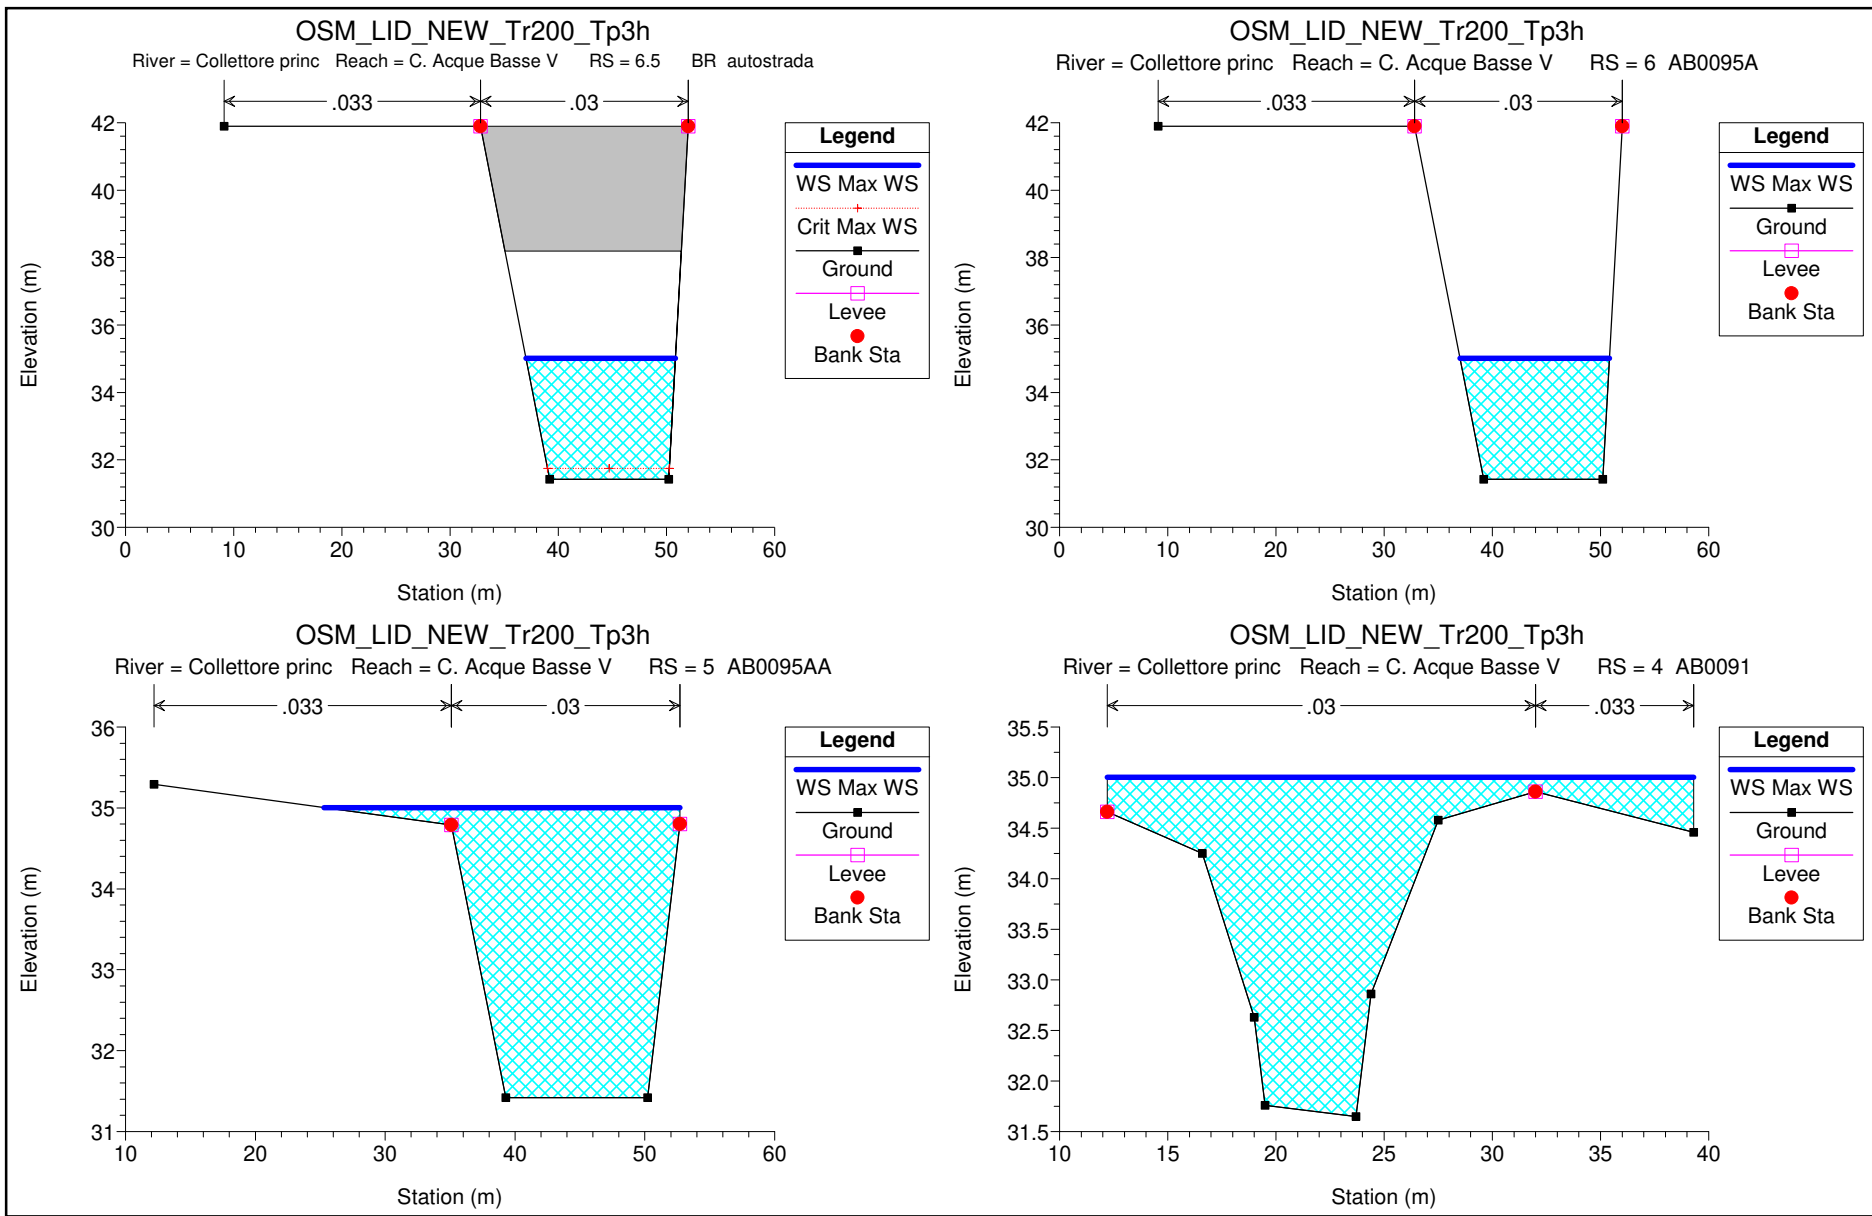 OSM_LID_NEW_Tr200_Tp3h
River = Collettore princ Reach = C. Acque Basse V RS = 6.5 BR autostrada
.033
.03
42
40
38
36
34
32
30
0
10
20
30
40
50
60
Elevation (m)
Station (m)
Legend
WS Max WS
Crit Max WS
Ground
Levee
Bank Sta
OSM_LID_NEW_Tr200_Tp3h
River = Collettore princ Reach = C. Acque Basse V RS = 6 AB0095A
.033
.03
42
40
38
36
34
32
30
0
10
20
30
40
50
60
Elevation (m)
Station (m)
Legend
WS Max WS
Ground
Levee
Bank Sta
OSM_LID_NEW_Tr200_Tp3h
River = Collettore princ Reach = C. Acque Basse V RS = 5 AB0095AA
.033
.03
36
35
34
33
32
31
10
20
30
40
50
60
Elevation (m)
Station (m)
Legend
WS Max WS
Ground
Levee
Bank Sta
OSM_LID_NEW_Tr200_Tp3h
River = Collettore princ Reach = C. Acque Basse V RS = 4 AB0091
.03
.033
35.5
35.0
34.5
34.0
33.5
33.0
32.5
32.0
31.5
10
15
20
25
30
35
40
Elevation (m)
Station (m)
Legend
WS Max WS
Ground
Levee
Bank Sta